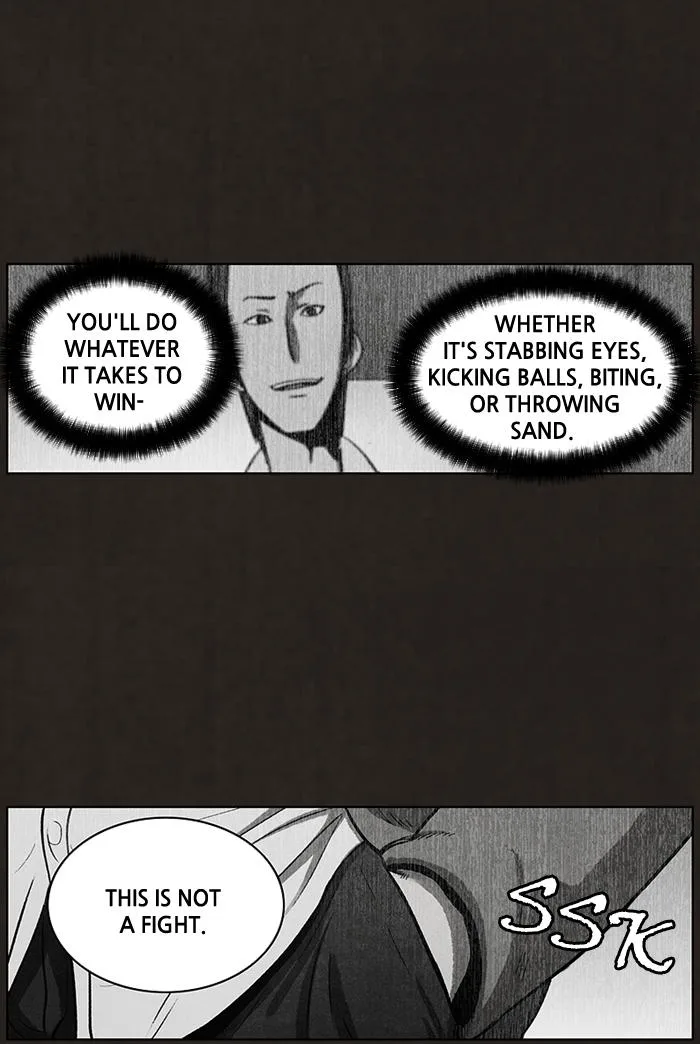 YOU'LL DO
WHATEVER
IT TAKES TO
WIN-
WHETHER
IT'S STABBING EYES,
KICKING BALLS, BITING,
OR THROWING
SAND.
THIS IS NOT
A FIGHT.
SSK